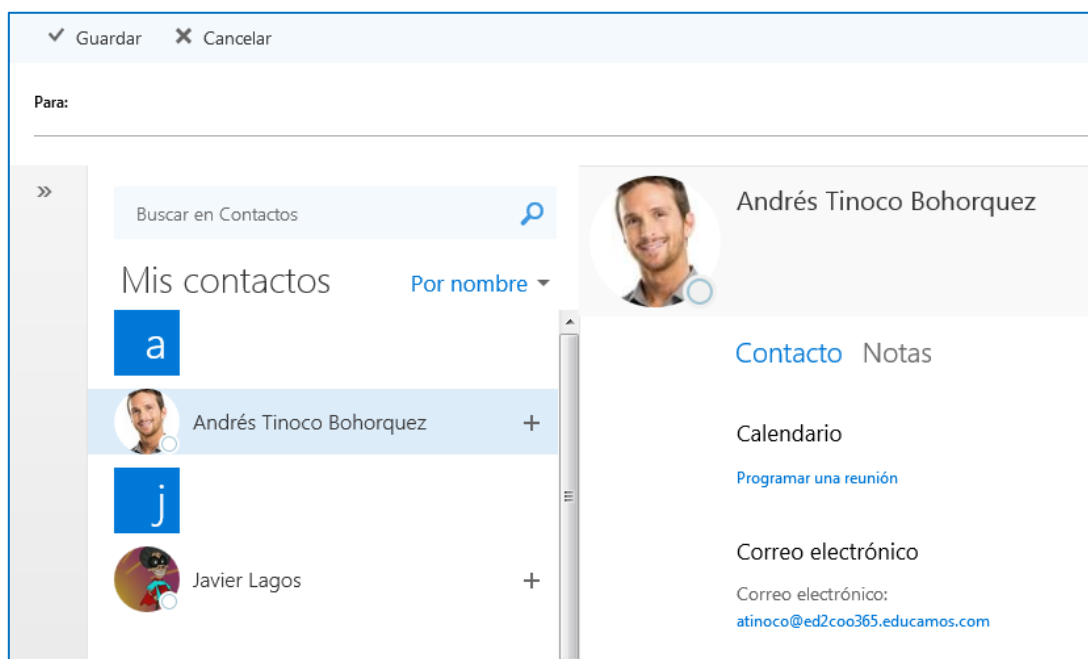 Guardar Cancelar
Para:
»
Buscar en Contactos
Mis contactos Por nombre
a
Andrés Tinoco Bohorquez +
j
Javier Lagos +
Andrés Tinoco Bohorquez
Contacto Notas
Calendario
Programar una reunión
Correo electrónico
Correo electrónico:
atinoco@ed2coo365.educamos.com